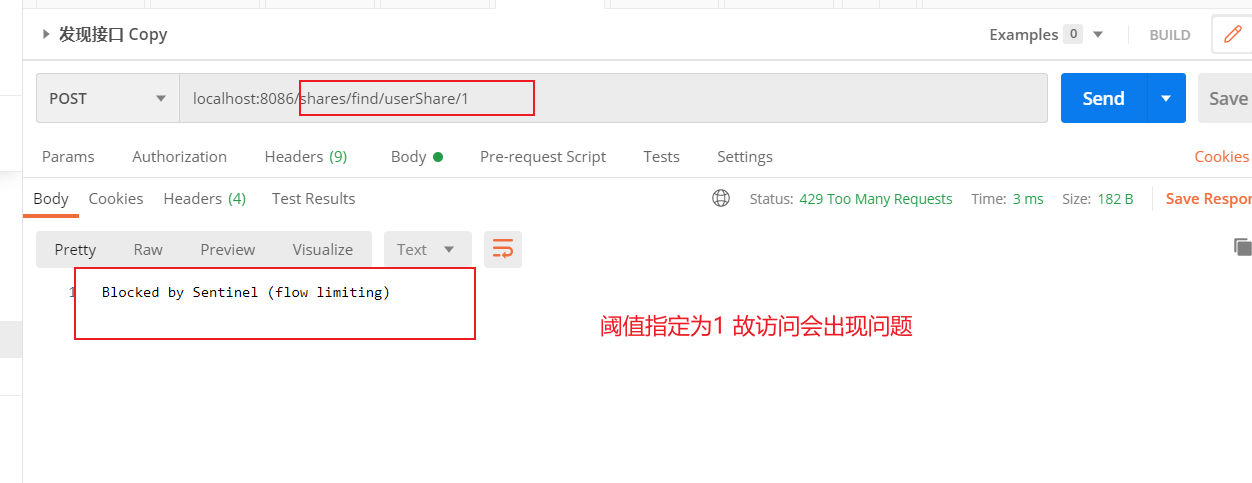 发现接口 Copy
Examples 0
BUILD
POST
localhost:8086/shares/find/userShare/1
Send
Save
Params
Authorization
Headers (9)
Body
Pre-request Script
Tests
Settings
Cookies
Body
Cookies
Headers (4)
Test Results
Status: 429 Too Many Requests
Time: 3 ms
Size: 182 B
Save Respor
Pretty
Raw
Preview
Visualize
Text
1 Blocked by Sentinel (flow limiting)
阈值指定为1 故访问会出现问题